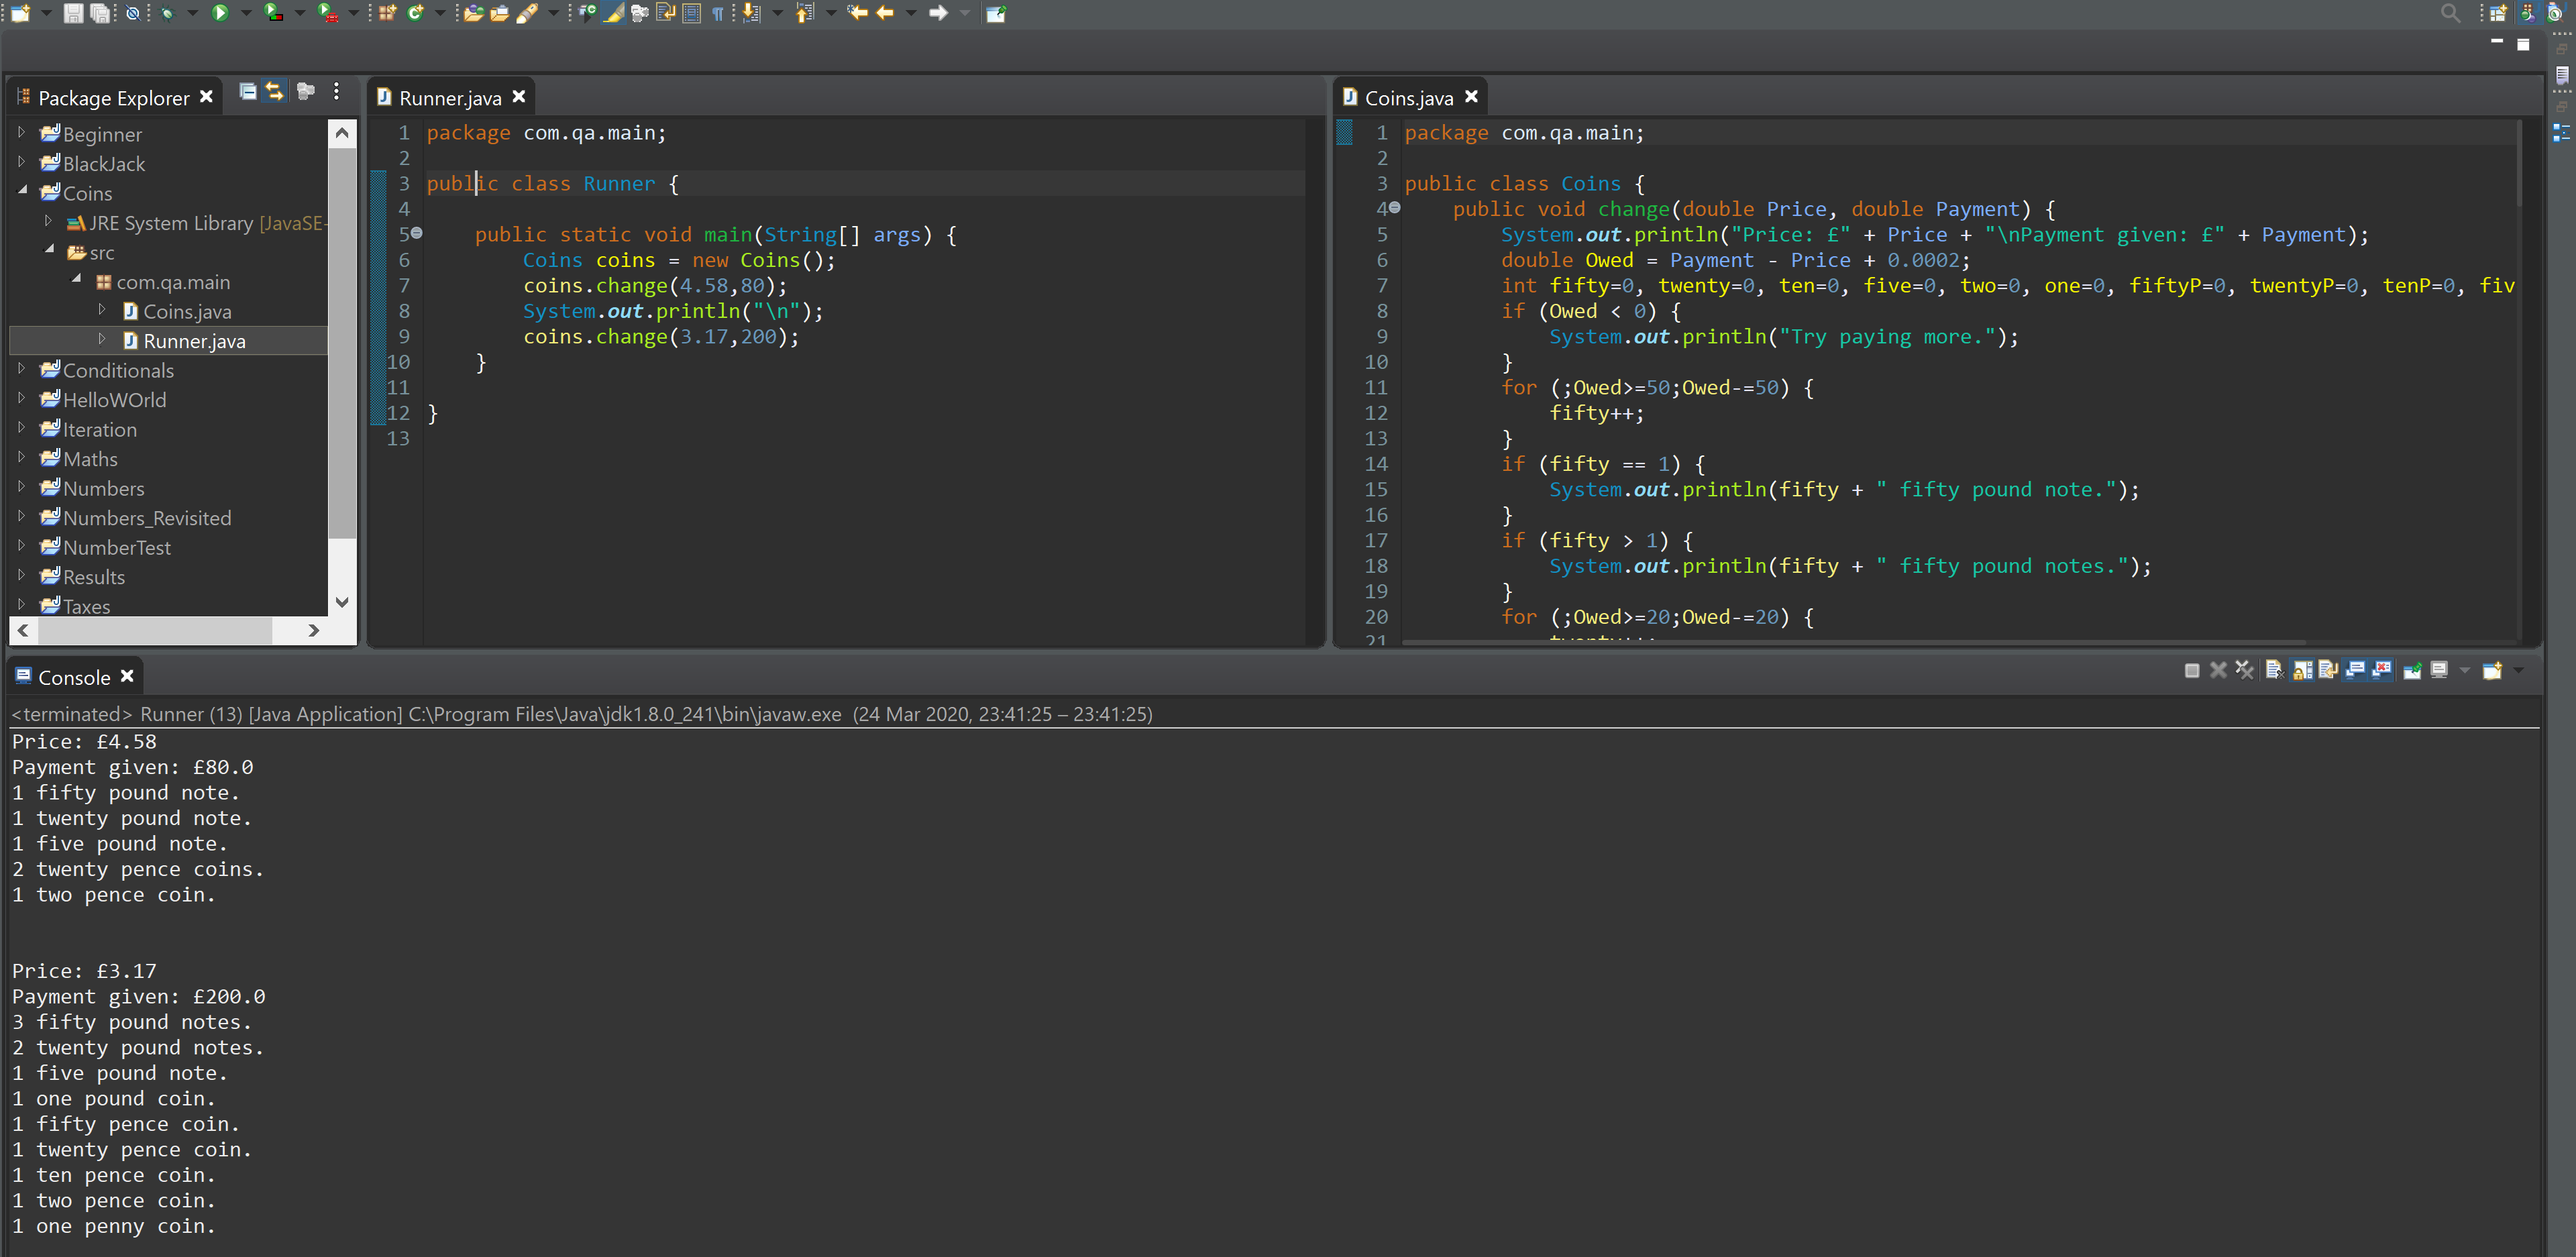 Package Explorer
Beginner
BlackJack
Coins
JRE System Library [JavaSE-
src
com.qa.main
Coins.java
Runner.java
Conditionals
HelloWOrld
Iteration
Maths
Numbers
Numbers_Revisited
NumberTest
Results
Taxes
Runner.java
1 package com.qa.main;
2
3 public class Runner {
4
5 public static void main(String[] args) {
6 Coins coins = new Coins();
7 coins.change(4.58,80);
8 System.out.println("\n");
9 coins.change(3.17,200);
10 }
11
12 }
13
Coins.java
1 package com.qa.main;
2
3 public class Coins {
4 public void change(double Price, double Payment) {
5 System.out.println("Price: £" + Price + "\nPayment given: £" + Payment);
6 double Owed = Payment - Price + 0.0002;
7 int fifty=0, twenty=0, ten=0, five=0, two=0, one=0, fiftyP=0, twentyP=0, tenP=0, fiv
8 if (Owed < 0) {
9 System.out.println("Try paying more.");
10 }
11 for (;Owed>=50;Owed-=50) {
12 fifty++;
13 }
14 if (fifty == 1) {
15 System.out.println(fifty + " fifty pound note.");
16 }
17 if (fifty > 1) {
18 System.out.println(fifty + " fifty pound notes.");
19 }
20 for (;Owed>=20;Owed-=20) {
21
Console
<terminated> Runner (13) [Java Application] C:\Program Files\Java\jdk1.8.0_241\bin\javaw.exe (24 Mar 2020, 23:41:25 – 23:41:25)
Price: £4.58
Payment given: £80.0
1 fifty pound note.
1 twenty pound note.
1 five pound note.
2 twenty pence coins.
1 two pence coin.
Price: £3.17
Payment given: £200.0
3 fifty pound notes.
2 twenty pound notes.
1 five pound note.
1 one pound coin.
1 fifty pence coin.
1 twenty pence coin.
1 ten pence coin.
1 two pence coin.
1 one penny coin.